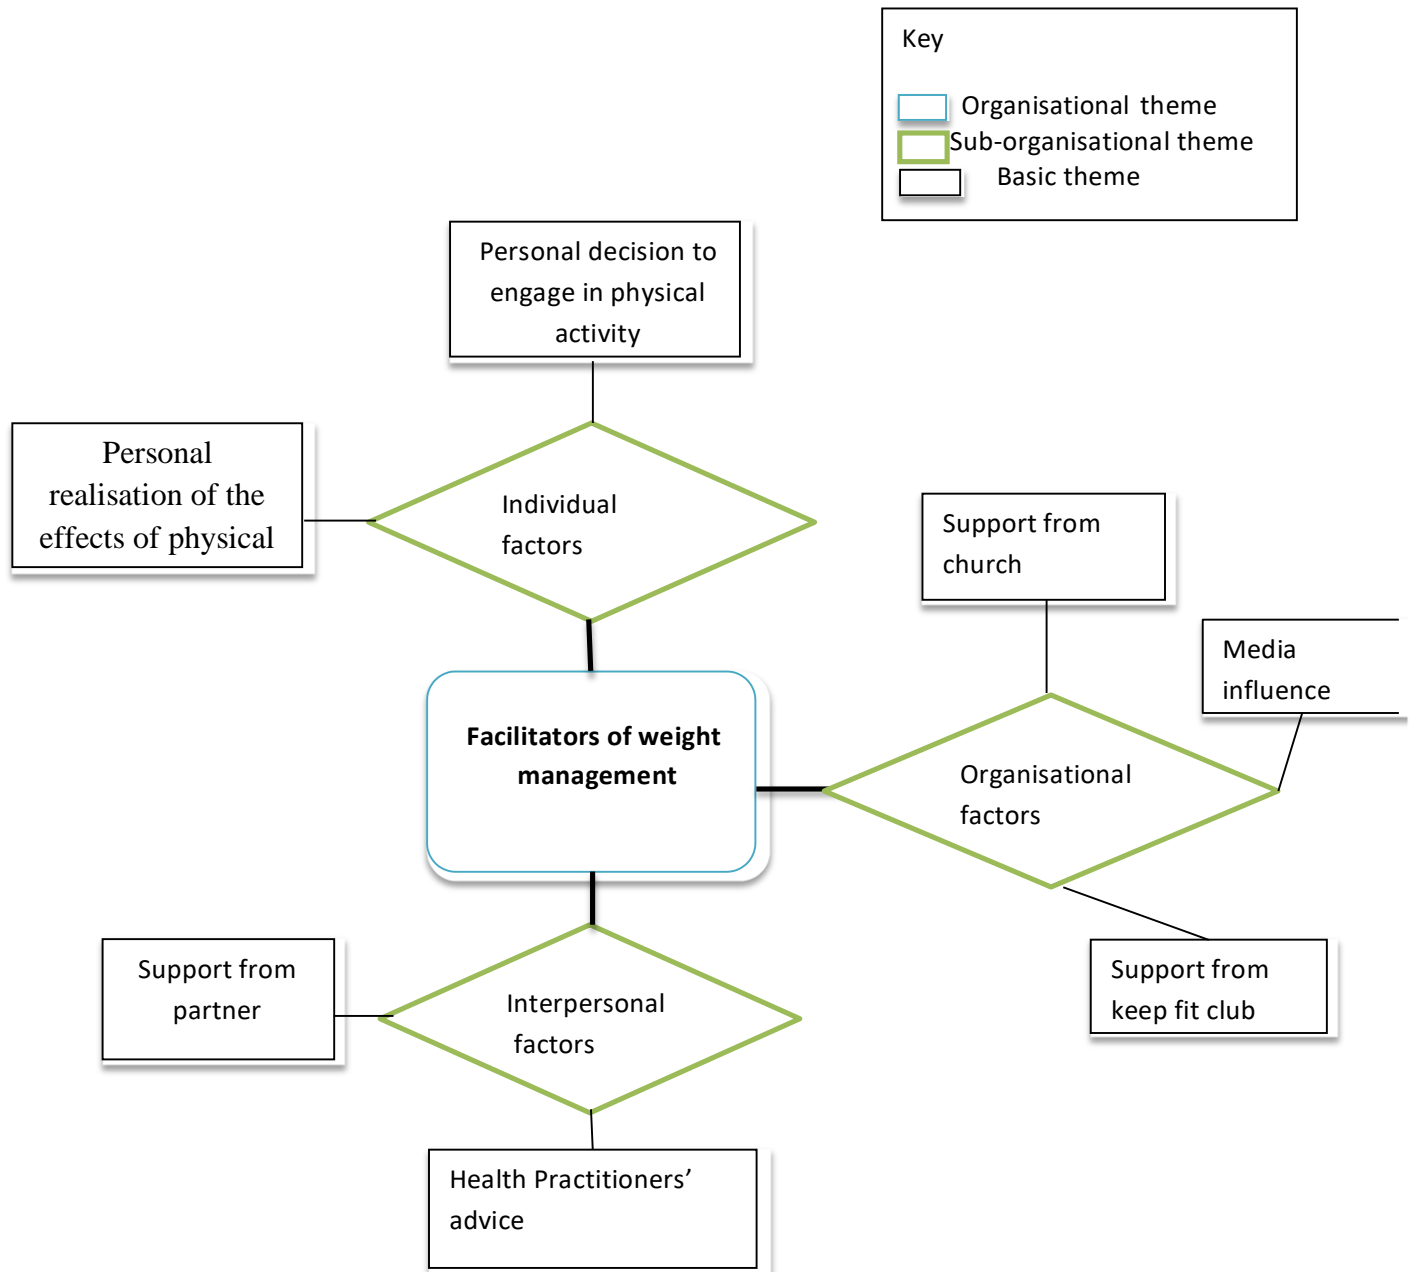 Key
Organisational theme
Sub-organisational theme
Basic theme
Personal decision to
engage in physical
activity
Personal
realisation of the
effects of physical
Individual
factors
Support from
church
Media
influence
Facilitators of weight
management
Organisational
factors
Support from
partner
Interpersonal
factors
Support from
keep fit club
Health Practitioners’
advice